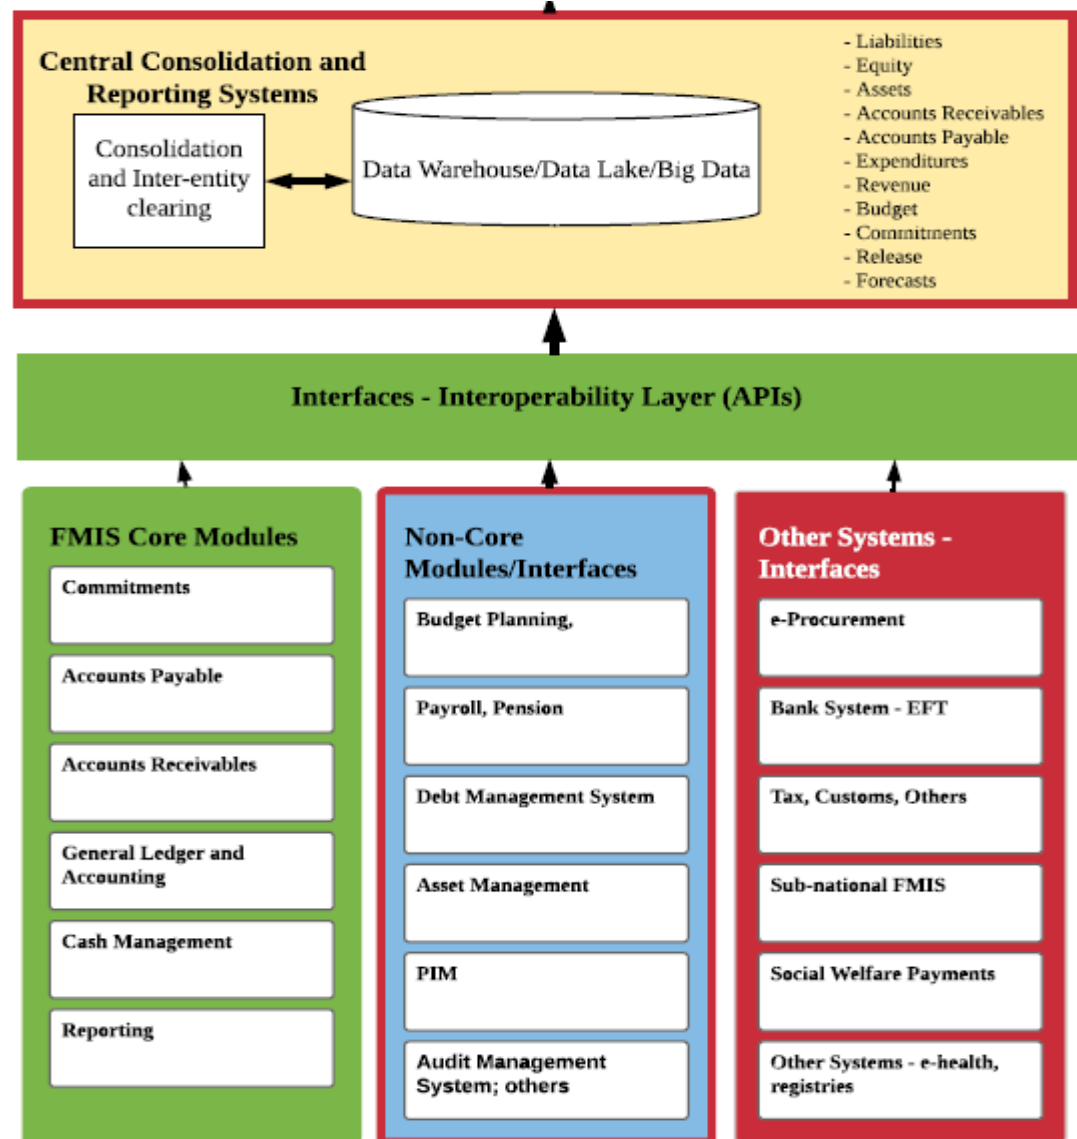 Central Consolidation and
Reporting Systems
Consolidation
and Inter-entity
clearing
Data Warehouse/Data Lake/Big Data
- Liabilities
- Equity
- Assets
- Accounts Receivables
- Accounts Payable
- Expenditures
- Revenue
- Budget
- Commitments
- Release
- Forecasts
Interfaces - Interoperability Layer (APIs)
FMIS Core Modules
Commitments
Accounts Payable
Accounts Receivables
General Ledger and
Accounting
Cash Management
Reporting
Non-Core
Modules/Interfaces
Budget Planning,
Payroll, Pension
Debt Management System
Asset Management
PIM
Audit Management
System; others
Other Systems -
Interfaces
e-Procurement
Bank System - EFT
Tax, Customs, Others
Sub-national FMIS
Social Welfare Payments
Other Systems - e-health,
registries